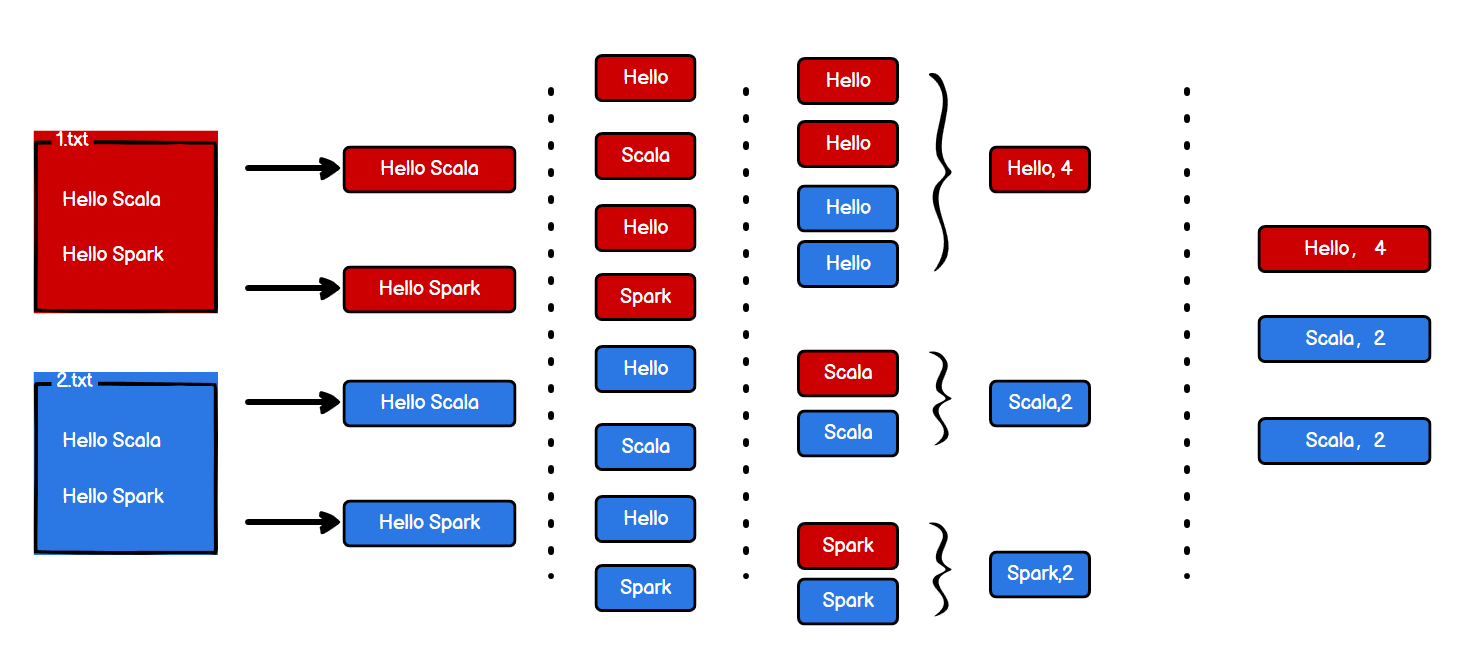 1.txt
Hello Scala
Hello Spark
2.txt
Hello Scala
Hello Spark
Hello Scala
Hello Spark
Hello Scala
Hello Spark
Hello
Scala
Hello
Spark
Hello
Scala
Hello
Spark
Hello
Hello
Hello
Hello
Scala
Scala
Spark
Spark
Hello, 4
Scala,2
Spark,2
Hello， 4
Scala，2
Scala，2